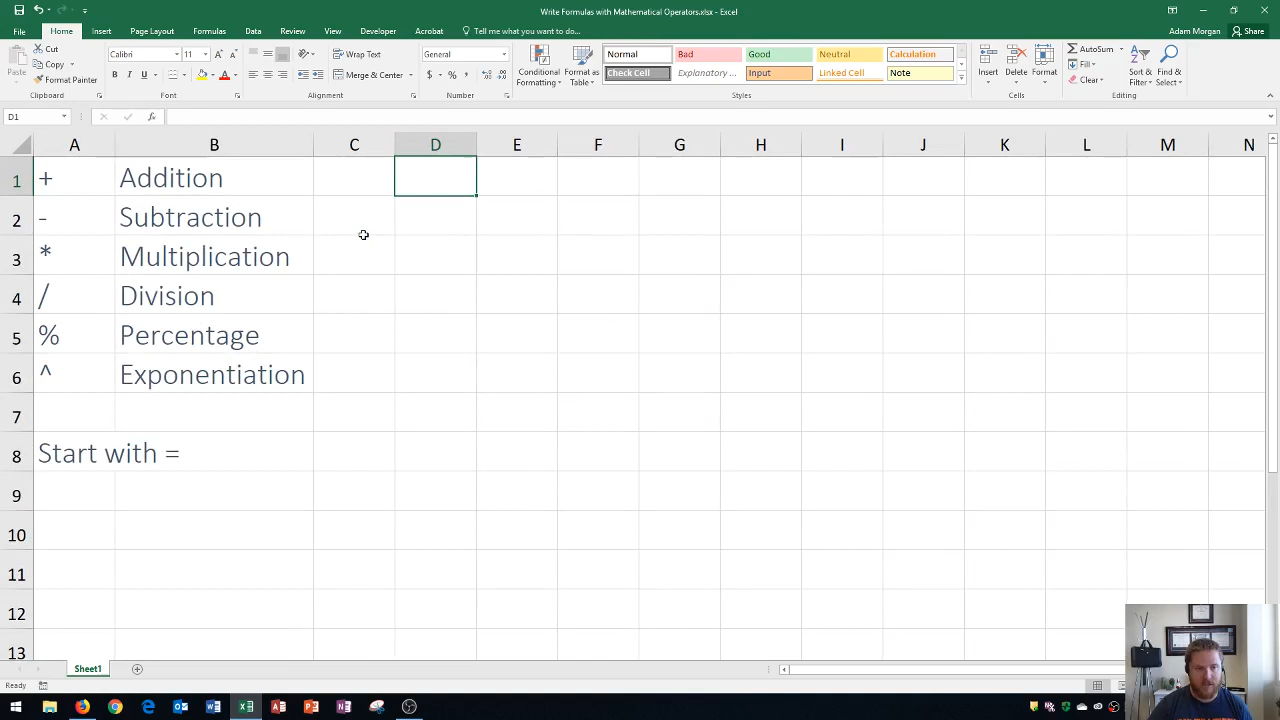 Write Formulas with Mathematical Operators.xlsx - Excel
Adam Morgan
Share
File Home Insert Page Layout Formulas Data Review View Developer Acrobat Tell me what you want to do...
Paste
Cut
Copy
Format Painter
Clipboard
Calibri 11
B I U
Font
Wrap Text
Merge & Center
Alignment
General
$ % ,
Number
Conditional Formatting
Format as Table
Normal Bad Good Neutral Calculation
Check Cell Explanatory ... Input Linked Cell Note
Styles
Insert Delete Format
Cells
AutoSum
Fill
Clear
Sort & Filter
Find & Select
Editing
D1
fx
A B C D E F G H I J K L M N
1 + Addition
2 - Subtraction
3 * Multiplication
4 / Division
5 % Percentage
6 ^ Exponentiation
7
8 Start with =
9
10
11
12
13
Sheet1
Ready